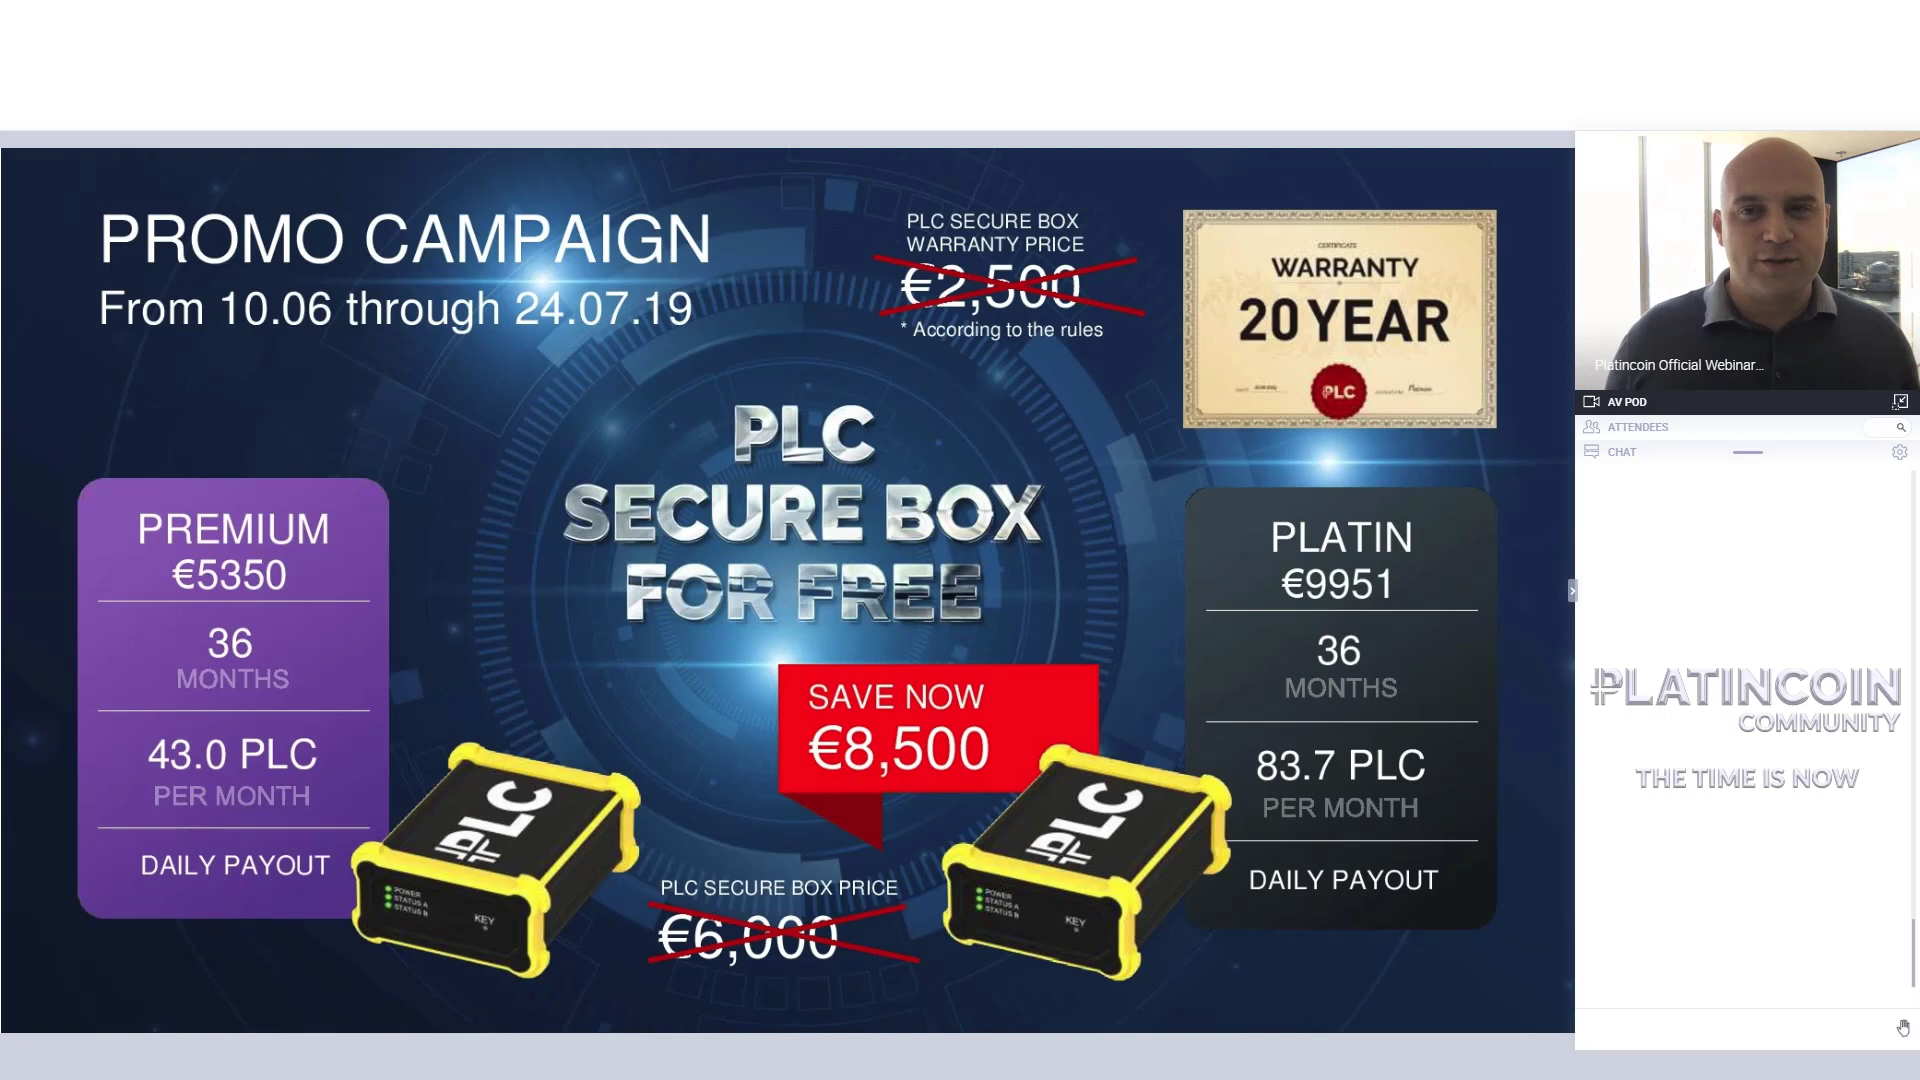 PROMO CAMPAIGN
From 10.06 through 24.07.19
PLC SECURE BOX
WARRANTY PRICE
€2,500
* According to the rules
CERTIFICATE
WARRANTY
20 YEAR
PLC
PLC
SECURE BOX
FOR FREE
PREMIUM
€5350
36
MONTHS
43.0 PLC
PER MONTH
DAILY PAYOUT
SAVE NOW
€8,500
PLC
POWER
STATUS A
STATUS B
KEY
PLC SECURE BOX PRICE
€6,000
PLC
POWER
STATUS A
STATUS B
KEY
PLATIN
€9951
36
MONTHS
83.7 PLC
PER MONTH
DAILY PAYOUT
Platincoin Official Webinar...
AV POD
ATTENDEES
CHAT
PLATINCOIN
COMMUNITY
THE TIME IS NOW